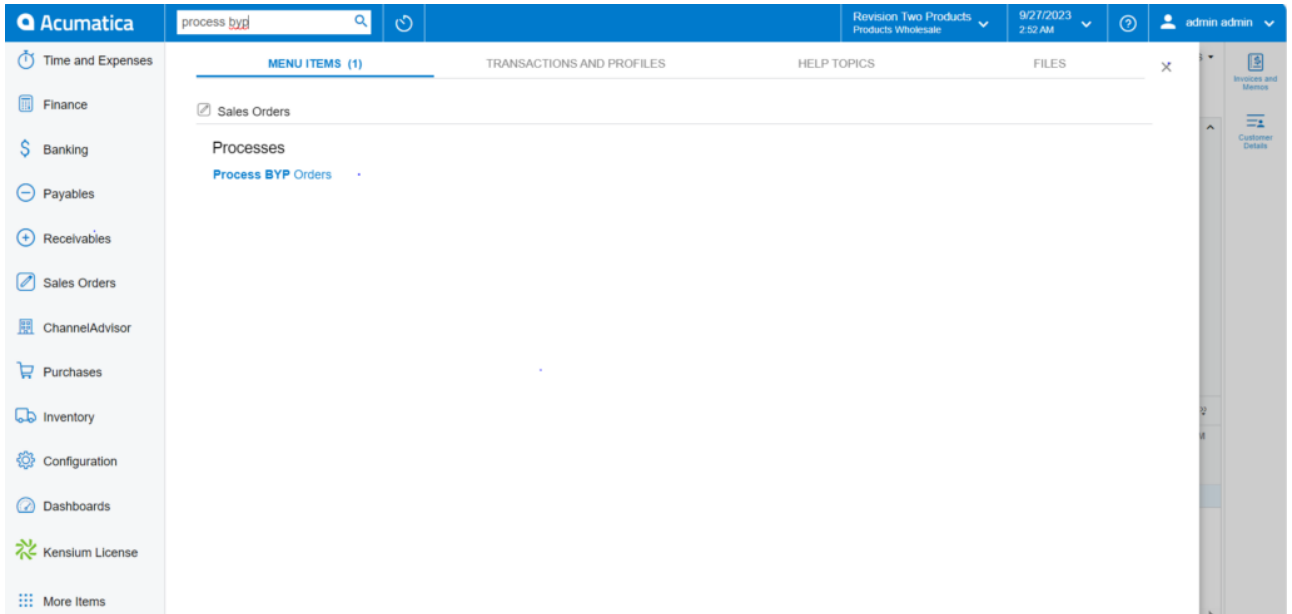 Acumatica
process byp
Revision Two Products
Products Wholesale
9/27/2023
2:52 AM
admin admin
Time and Expenses
Finance
Banking
Payables
Receivables
Sales Orders
ChannelAdvisor
Purchases
Inventory
Configuration
Dashboards
Kensium License
More Items
MENU ITEMS (1)
TRANSACTIONS AND PROFILES
HELP TOPICS
FILES
Sales Orders
Processes
Process BYP Orders
Invoices and
Memos
Customer
Details